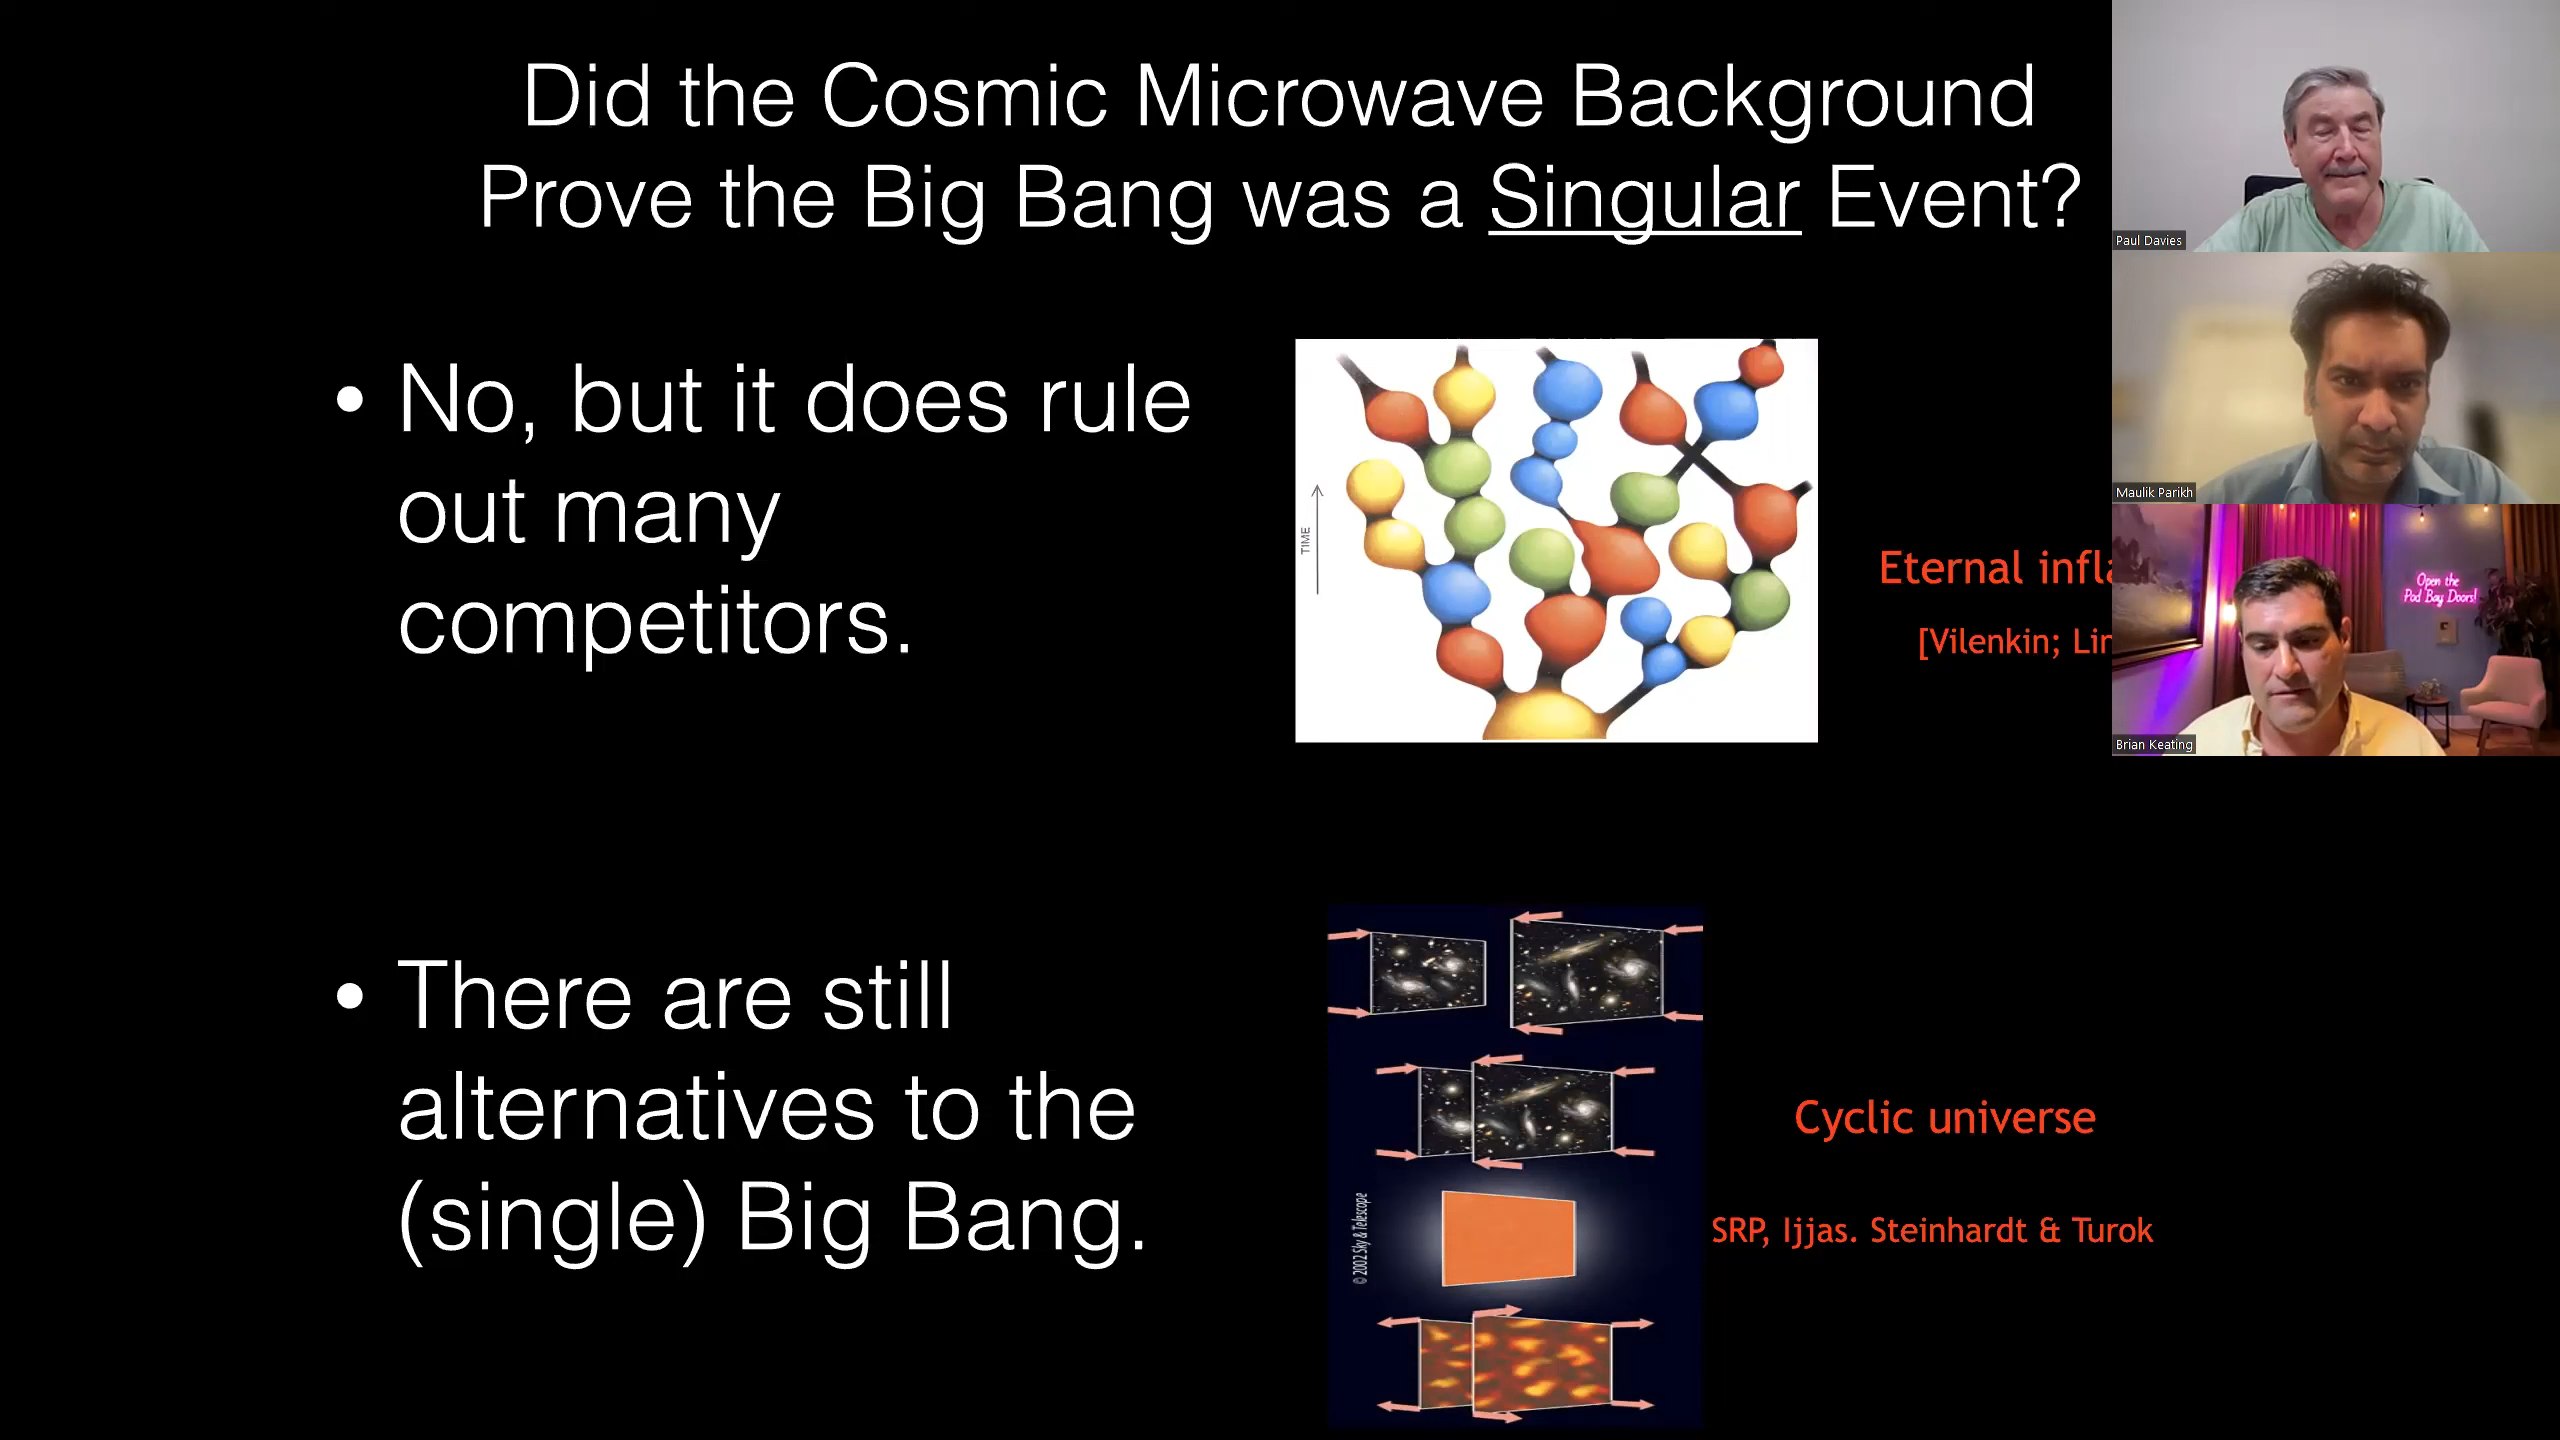 Did the Cosmic Microwave Background
Prove the Big Bang was a Singular Event?
• No, but it does rule
out many
competitors.
TIME
Eternal infla
[Vilenkin; Lin
• There are still
alternatives to the
(single) Big Bang.
© 2002 Sky & Telescope
Cyclic universe
SRP, Ijjas. Steinhardt & Turok
Paul Davies
Maulik Parikh
Open the
Pod Bay Doors!
Brian Keating